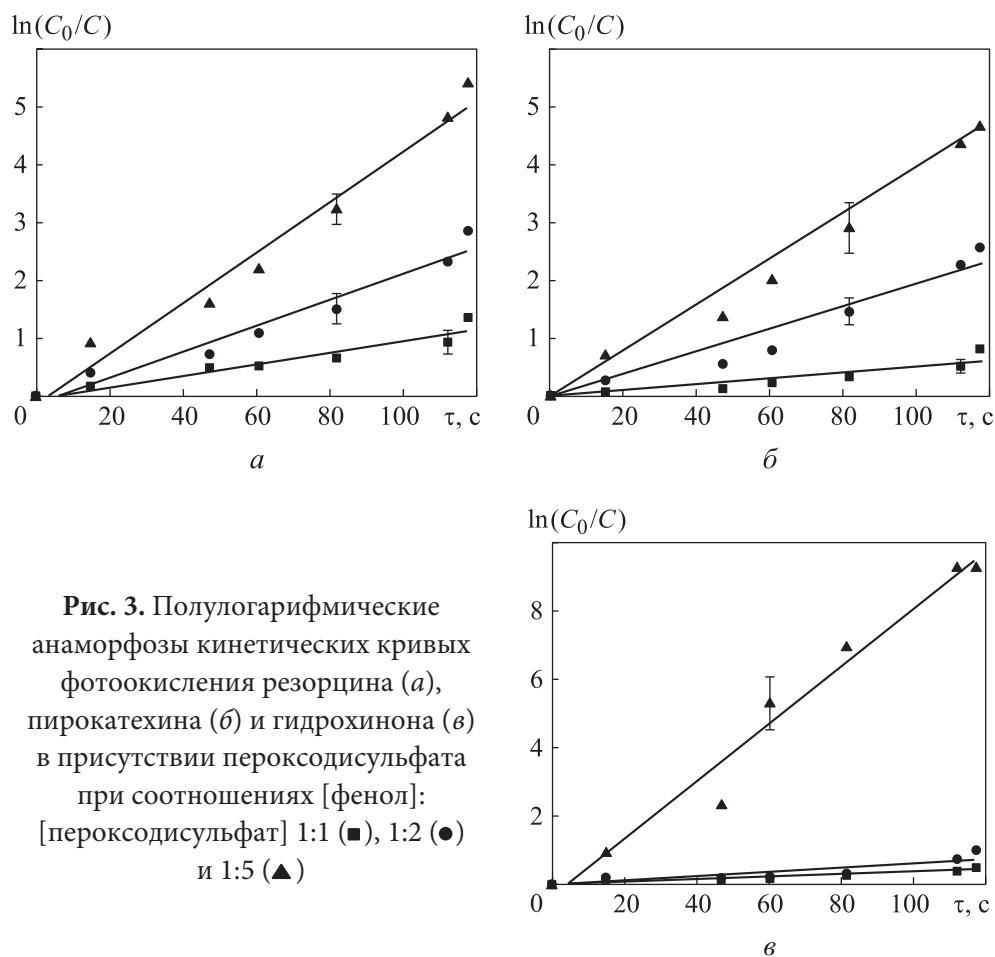 ln(C₀/C)
5
4
3
2
1
0 20 40 60 80 100 τ, с
а
ln(C₀/C)
5
4
3
2
1
0 20 40 60 80 100 τ, с
б
Рис. 3. Полулогарифмические
анаморфозы кинетических кривых
фотоокисления резорцина (а),
пирокатехина (б) и гидрохинона (в)
в присутствии пероксодисульфата
при соотношениях [фенол]:
[пероксодисульфат] 1:1 (■), 1:2 (●)
и 1:5 (▲)
ln(C₀/C)
8
6
4
2
0 20 40 60 80 100 τ, с
в